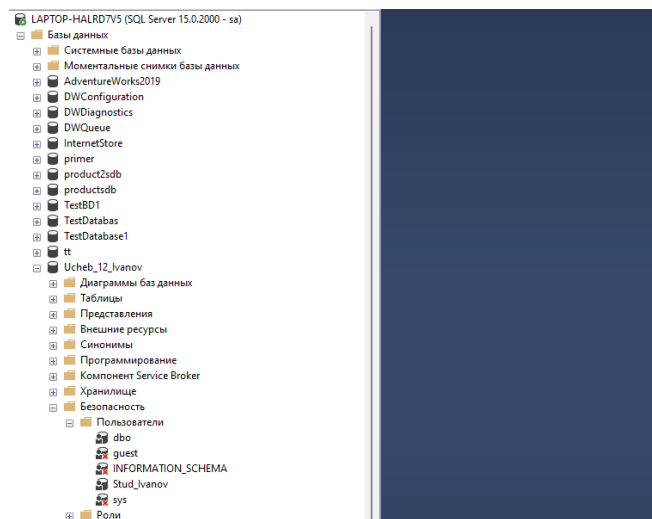 LAPTOP-HALRD7V5 (SQL Server 15.0.2000 - sa)
Базы данных
Системные базы данных
Моментальные снимки базы данных
AdventureWorks2019
DWConfiguration
DWDiagnostics
DWQueue
InternetStore
primer
product2sdb
productsdb
TestBD1
TestDatabas
TestDatabase1
tt
Ucheb_12_Ivanov
Диаграммы баз данных
Таблицы
Представления
Внешние ресурсы
Синонимы
Программирование
Компонент Service Broker
Хранилище
Безопасность
Пользователи
dbo
guest
INFORMATION_SCHEMA
Stud_Ivanov
sys
Роли